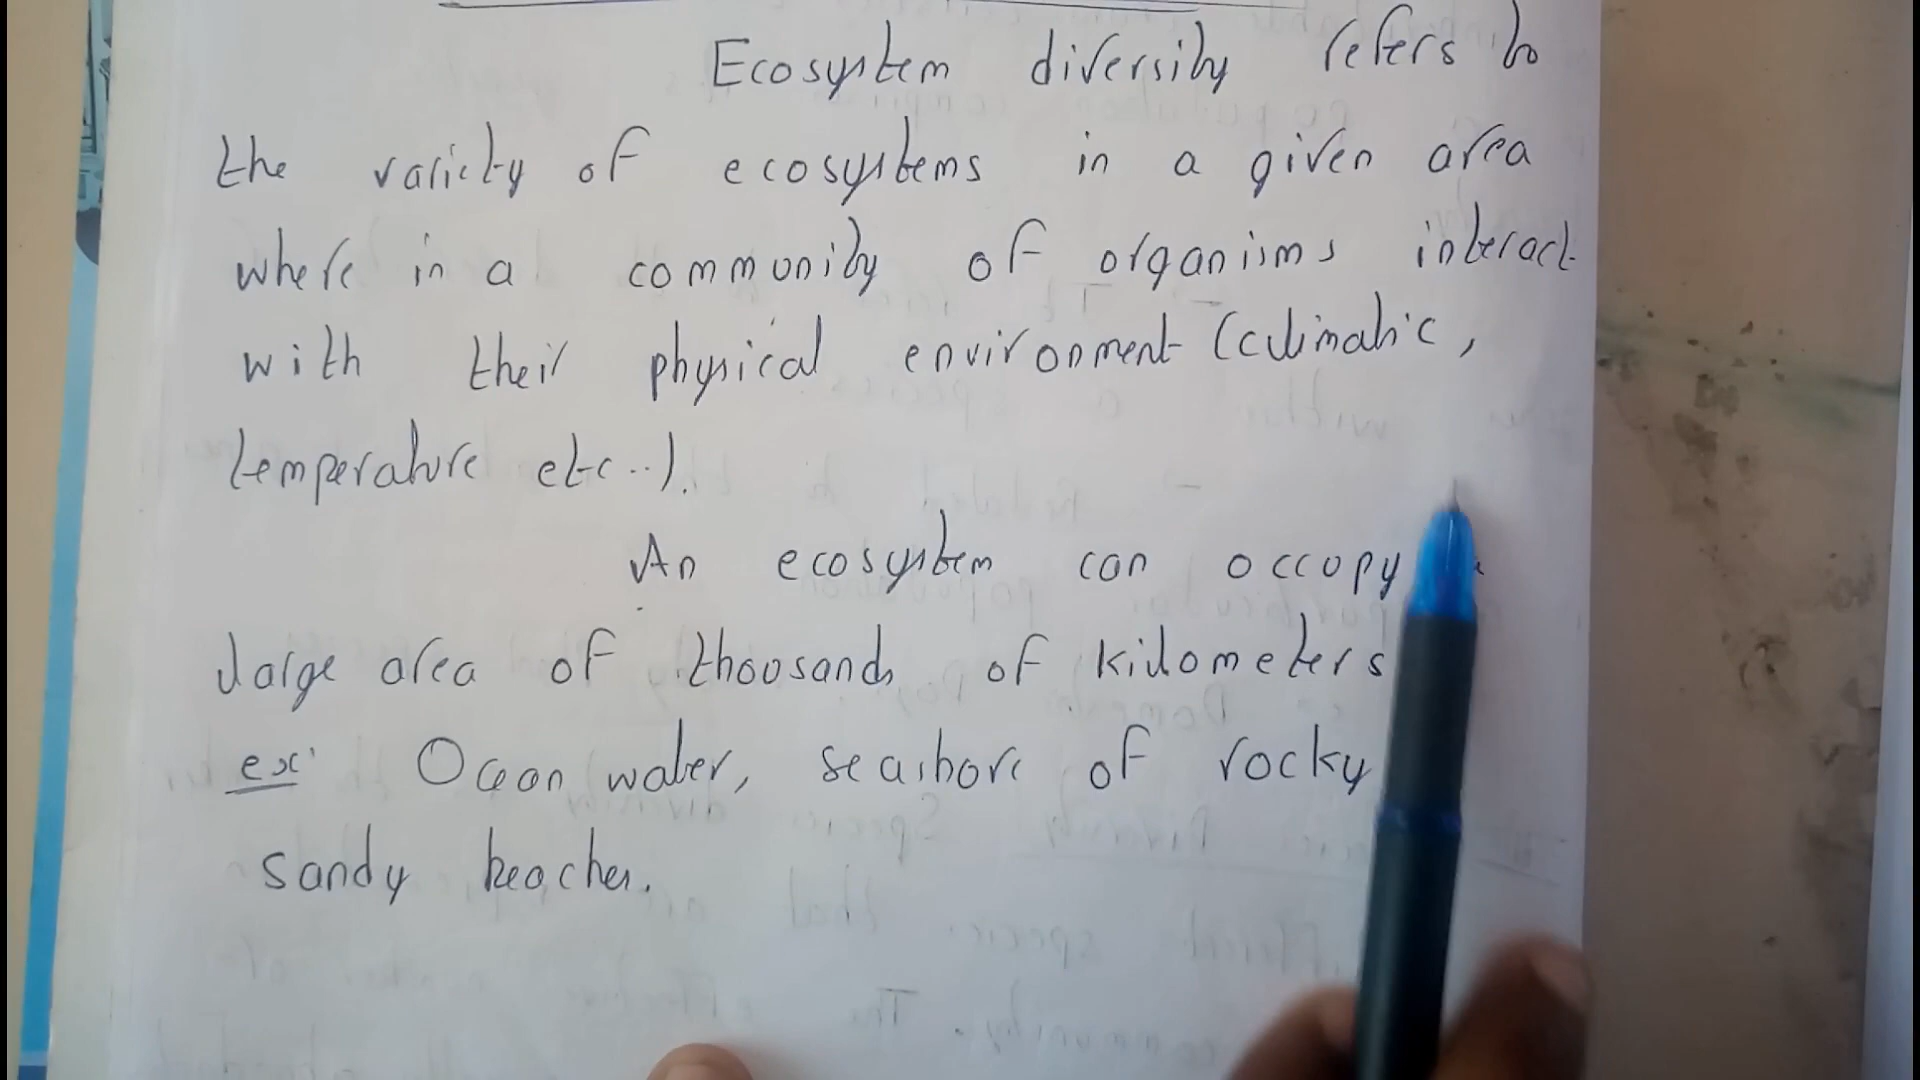 Ecosystem diversity refers to
the variety of ecosystems in a given area
where in a community of organisms interact
with their physical environment (climatic,
temperature etc..).
An ecosystem can occupy
large area of thousands of kilometers
ex: Ocean water, seashore of rocky
sandy beaches.